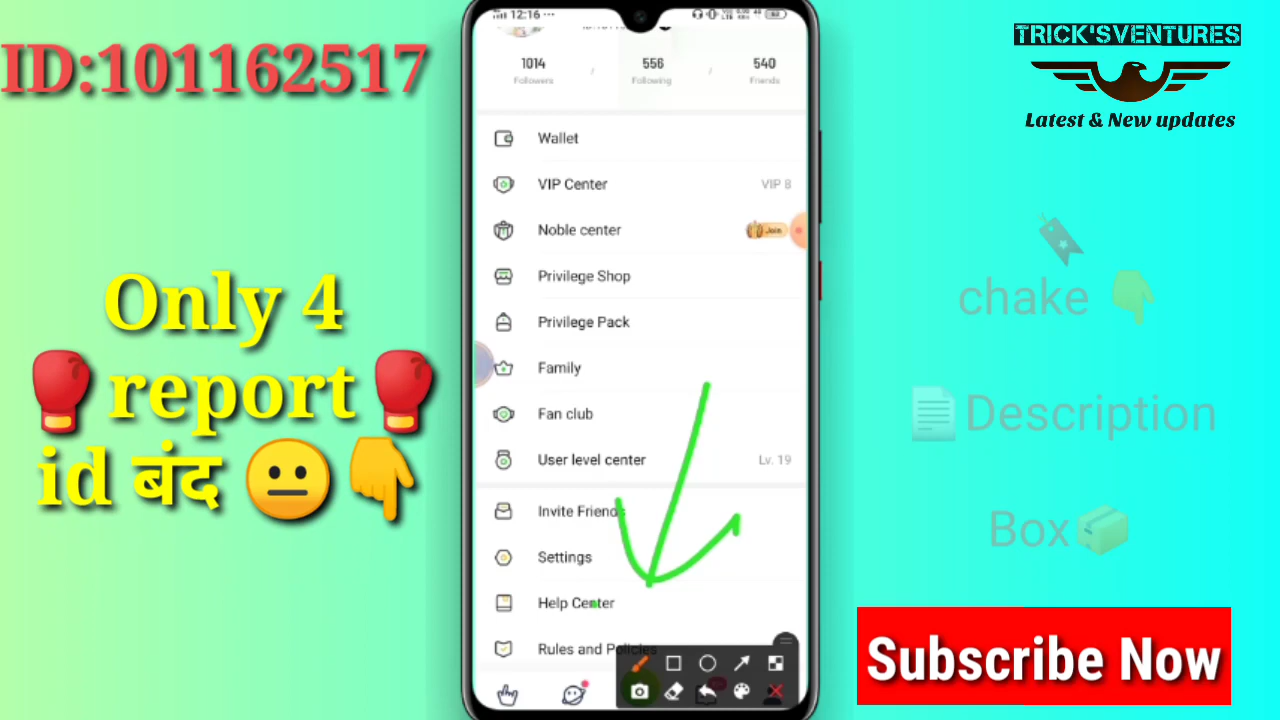 ID:101162517
Only 4
report
id बंद
12:16
1014
556
540
Followers
/
Following
/
Friends
Wallet
VIP Center
VIP 8
Noble center
Join
Privilege Shop
Privilege Pack
Family
Fan club
User level center
Lv. 19
Invite Friends
Settings
Help Center
Rules and Policies
TRICK'SVENTURES
Latest & New updates
chake
Description
Box
Subscribe Now